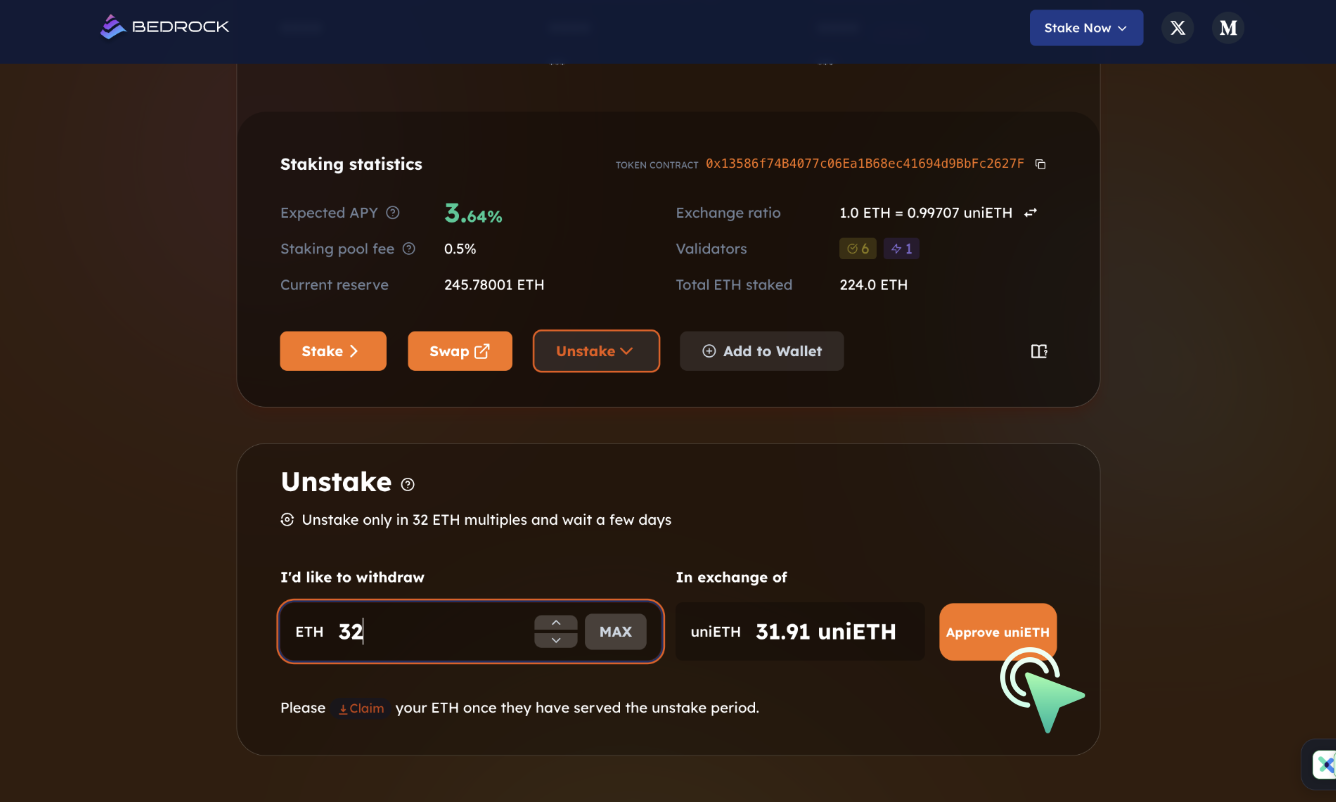 BEDROCK
Stake Now
Staking statistics
TOKEN CONTRACT 0x13586f74B4077c06Ea1B68ec41694d9BbFc2627F
Expected APY 3.64%
Exchange ratio 1.0 ETH = 0.99707 uniETH
Staking pool fee 0.5%
Validators 6 1
Current reserve 245.78001 ETH
Total ETH staked 224.0 ETH
Stake Swap Unstake Add to Wallet
Unstake
Unstake only in 32 ETH multiples and wait a few days
I'd like to withdraw
In exchange of
ETH 32 MAX
uniETH 31.91 uniETH
Approve uniETH
Please Claim your ETH once they have served the unstake period.